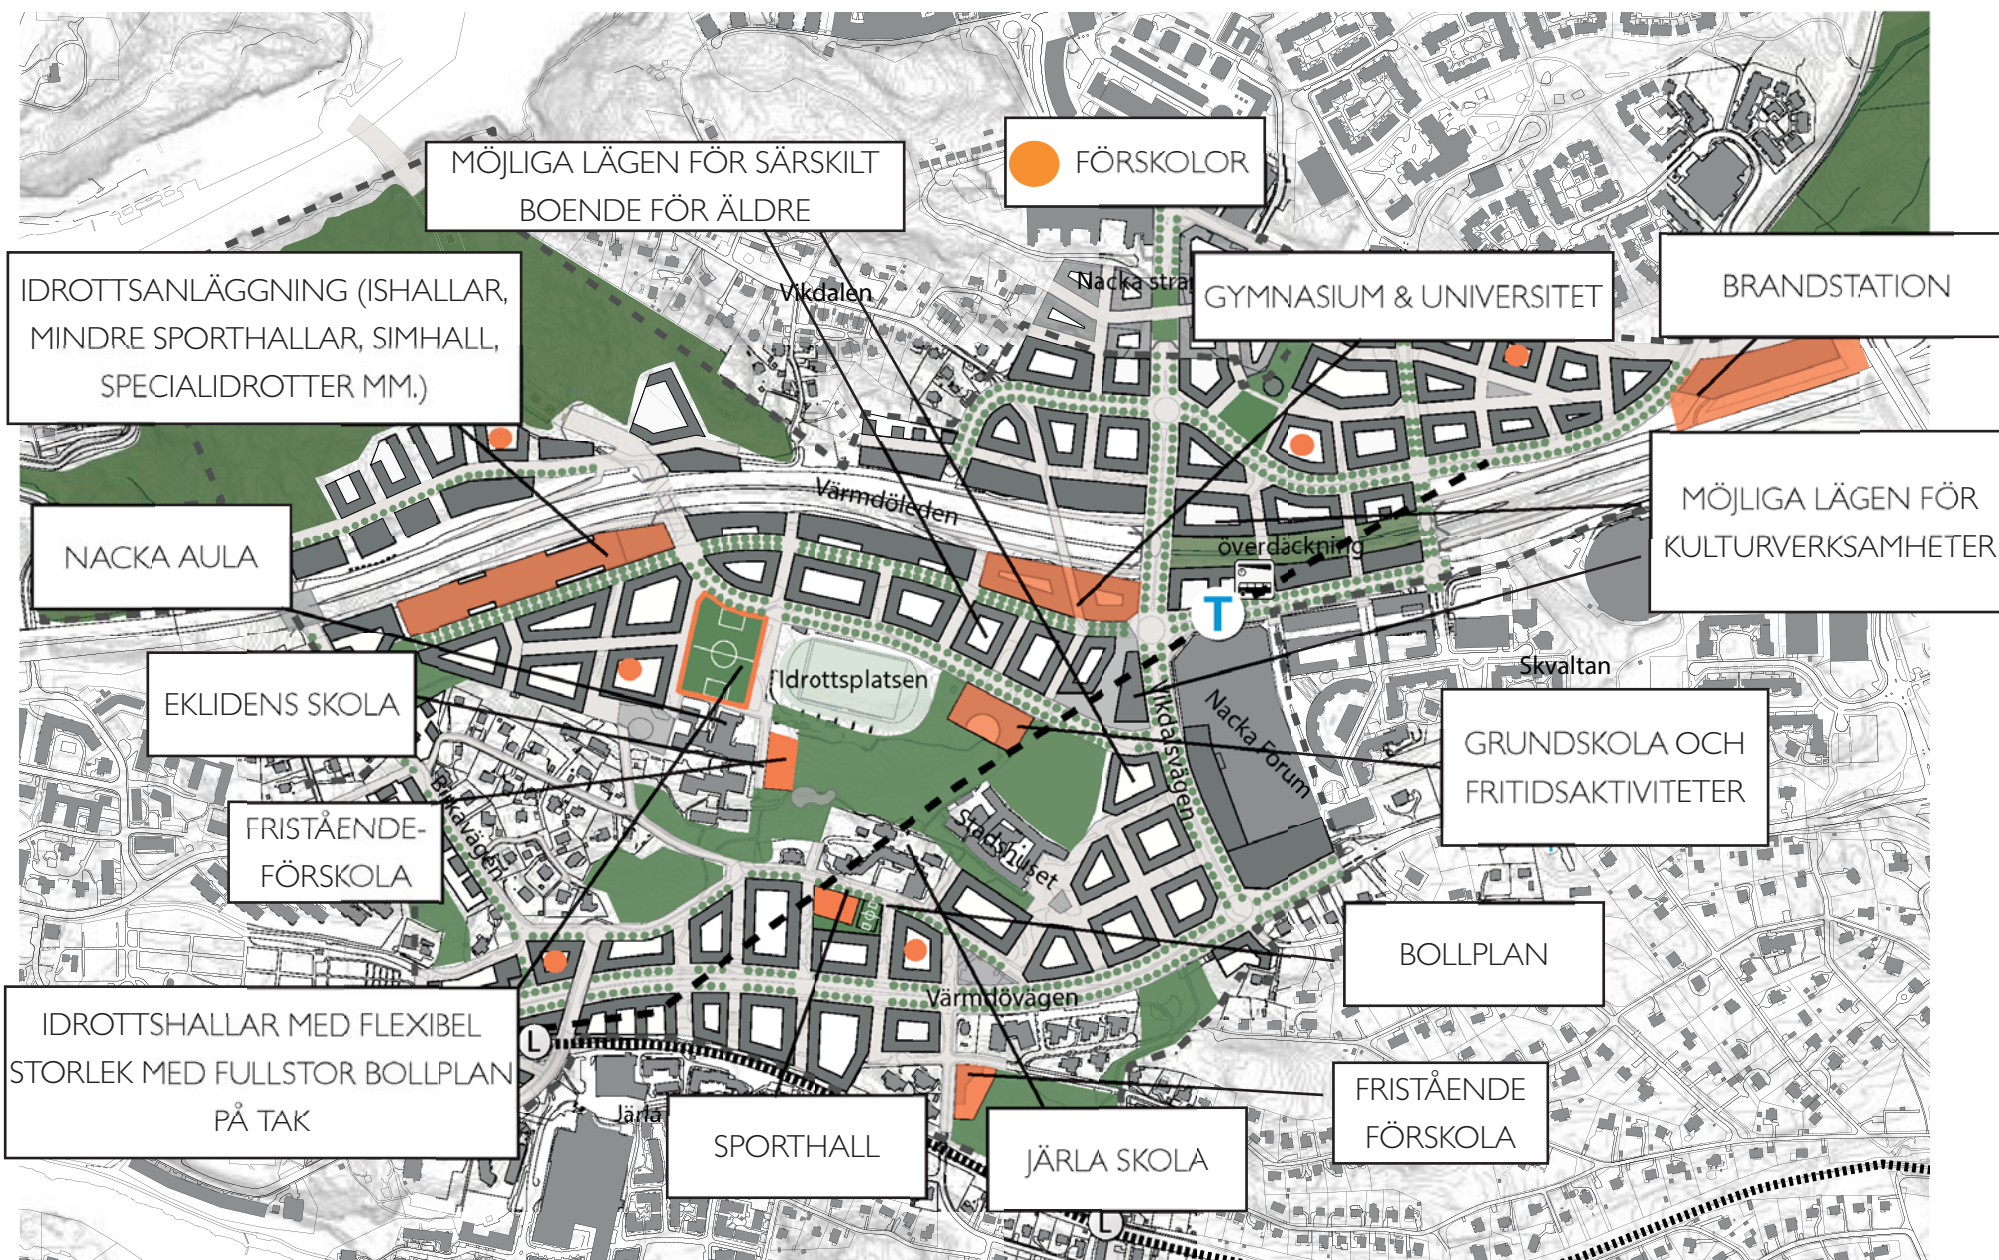 MÖJLIGA LÄGEN FÖR SÄRSKILT
BOENDE FÖR ÄLDRE
FÖRSKOLOR
IDROTTSANLÄGGNING (ISHALLAR,
MINDRE SPORTHALLAR, SIMHALL,
SPECIALIDROTTER MM.)
Vikdalen
Nacka stra
GYMNASIUM & UNIVERSITET
BRANDSTATION
Värmdöleden
överdäckning
MÖJLIGA LÄGEN FÖR
KULTURVERKSAMHETER
NACKA AULA
T
EKLIDENS SKOLA
Idrottsplatsen
Skvaltan
Vikdalsvägen
Nacka Forum
GRUNDSKOLA OCH
FRITIDSAKTIVITETER
FRISTÅENDE-
FÖRSKOLA
Stadshuset
BOLLPLAN
Värmdövägen
IDROTTSHALLAR MED FLEXIBEL
STORLEK MED FULLSTOR BOLLPLAN
PÅ TAK
L
Järla
SPORTHALL
JÄRLA SKOLA
FRISTÅENDE
FÖRSKOLA
L